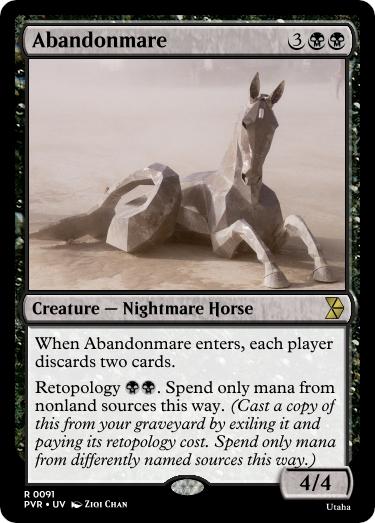 Abandonmare 3
Creature — Nightmare Horse
When Abandonmare enters, each player
discards two cards.
Retopology. Spend only mana from
nonland sources this way. (Cast a copy of
this from your graveyard by exiling it and
paying its retopology cost. Spend only mana
from differently named sources this way.)
R 0091
PVR • UV Zioi Chan
4/4
Utaha